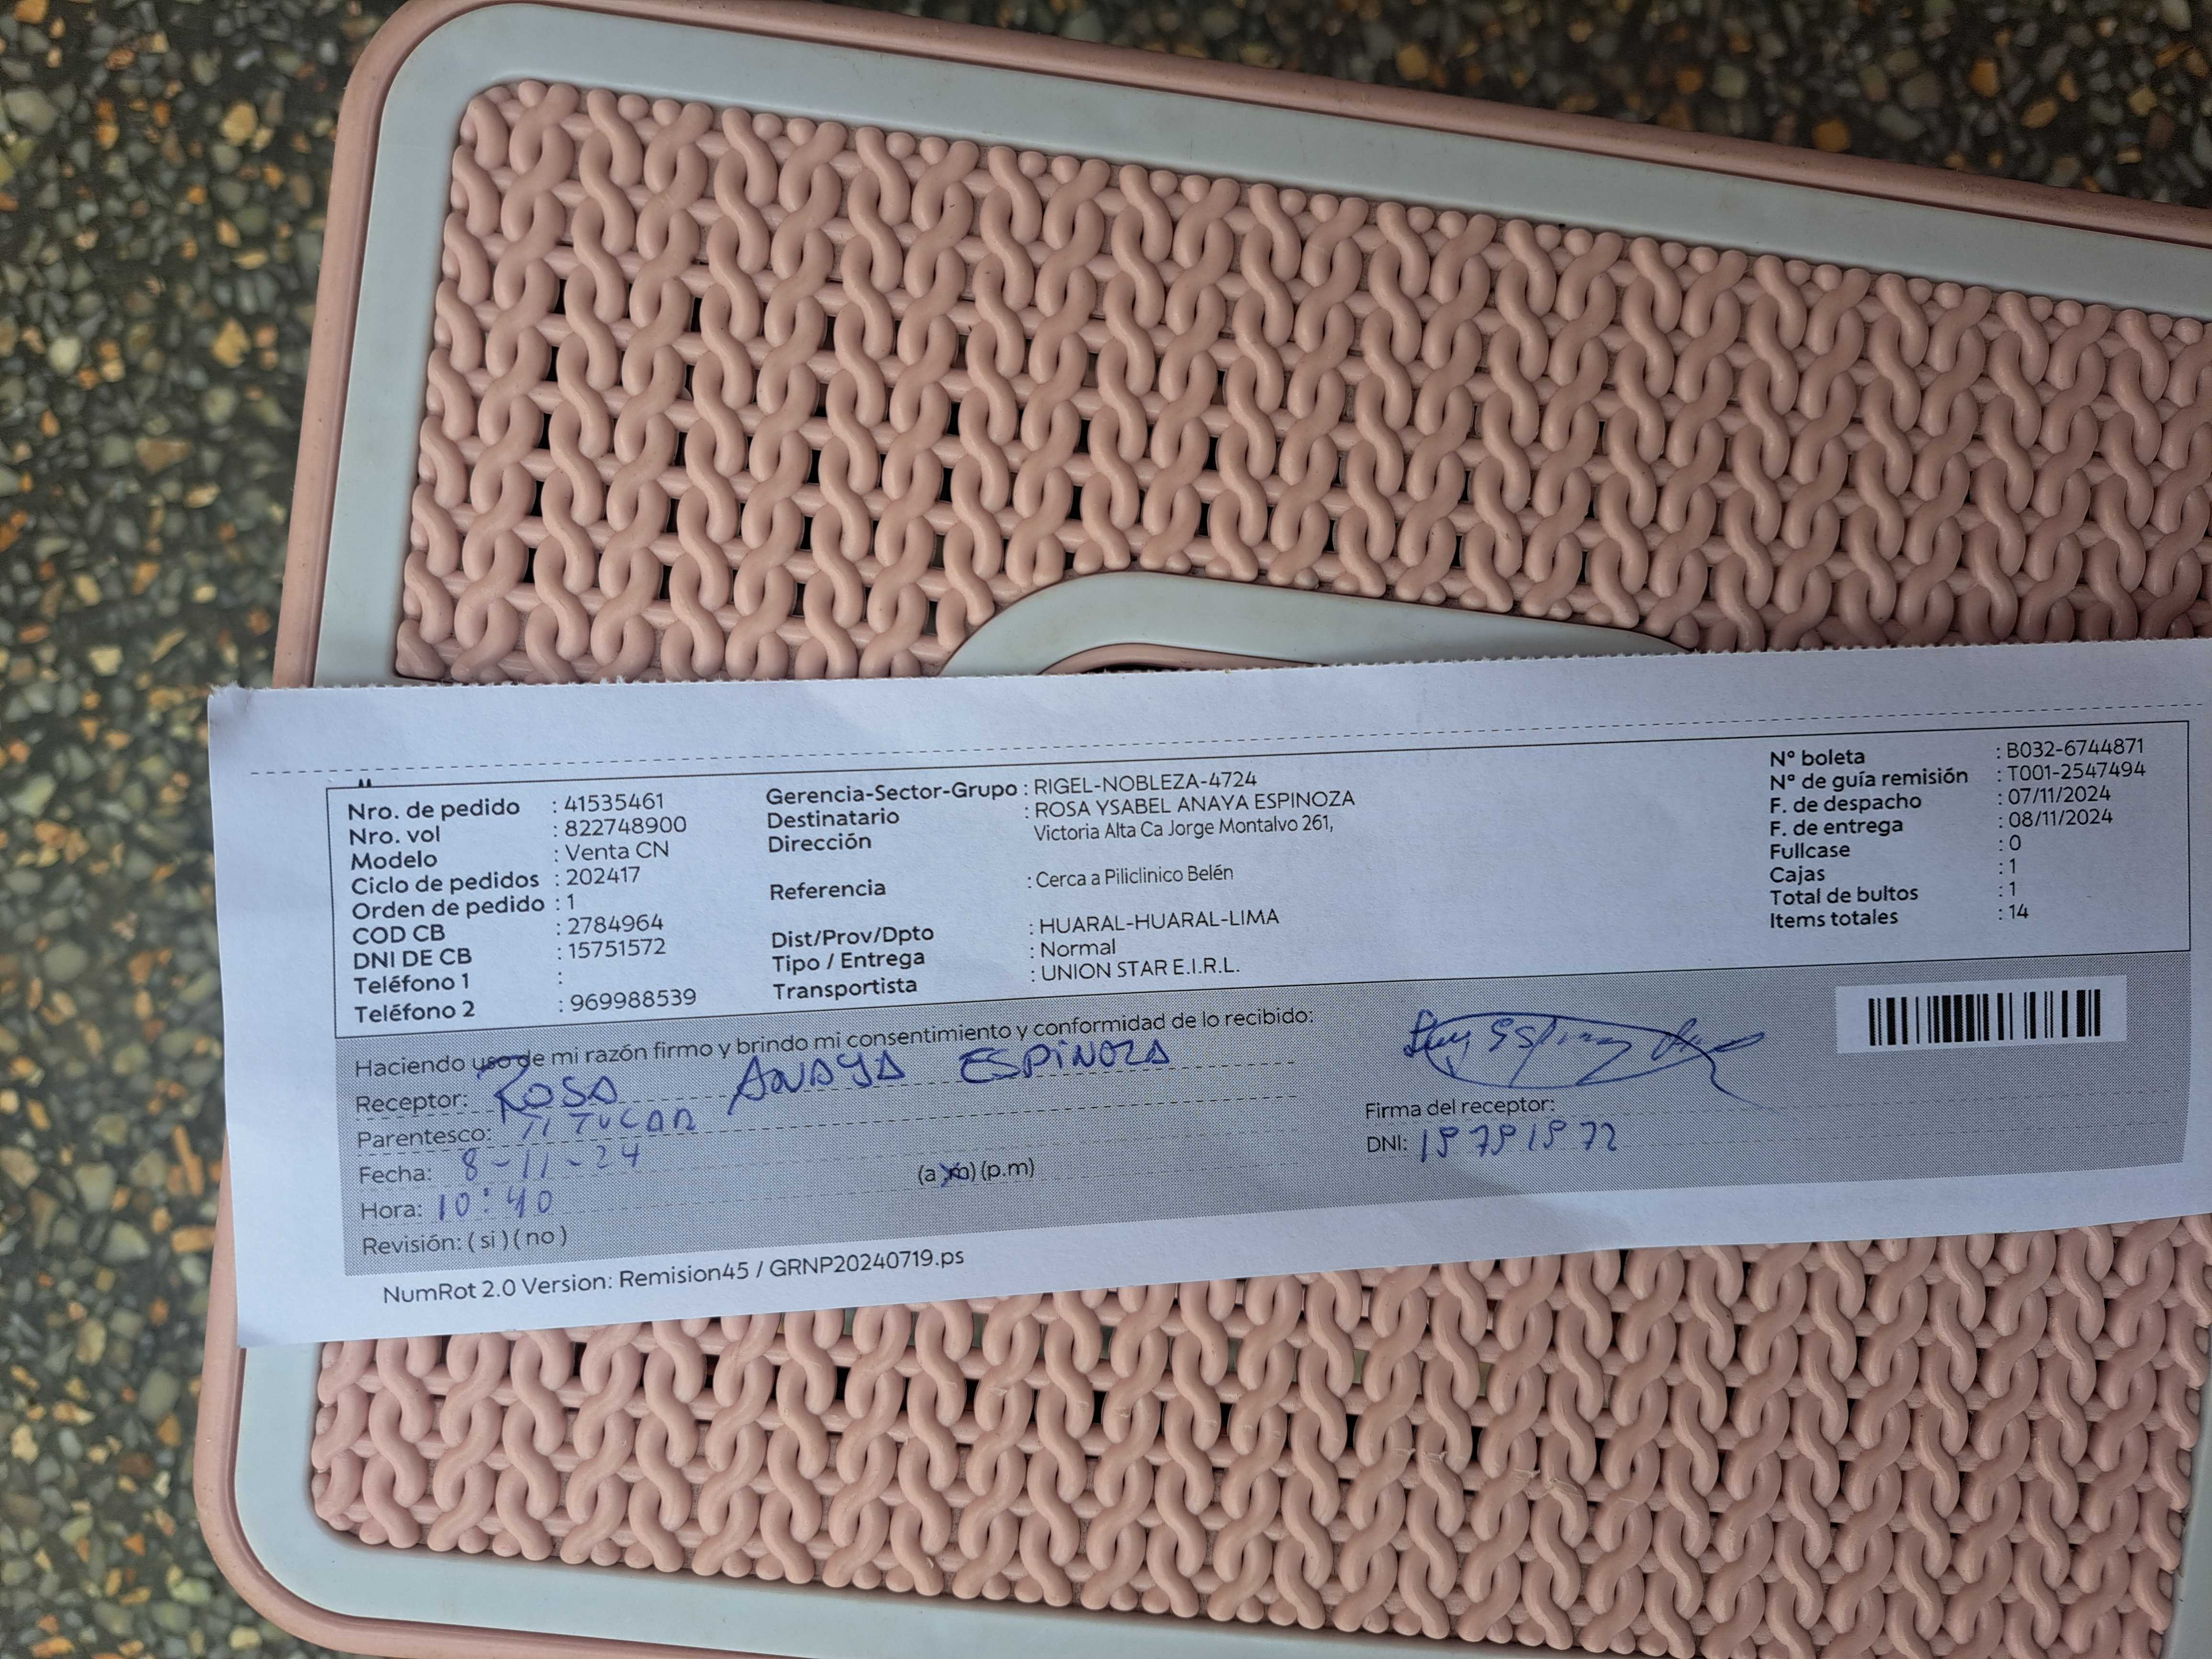 Nro. de pedido : 41535461
Nro. vol : 822748900
Modelo : Venta CN
Ciclo de pedidos : 202417
Orden de pedido : 1
COD CB : 2784964
DNI DE CB : 15751572
Teléfono 1 :
Teléfono 2 : 969988539
Gerencia-Sector-Grupo : RIGEL-NOBLEZA-4724
Destinatario : ROSA YSABEL ANAYA ESPINOZA
Dirección Victoria Alta Ca Jorge Montalvo 261,
Referencia : Cerca a Piliclinico Belén
Dist/Prov/Dpto : HUARAL-HUARAL-LIMA
Tipo / Entrega : Normal
Transportista : UNION STAR E.I.R.L.
N° boleta : B032-6744871
N° de guía remisión : T001-2547494
F. de despacho : 07/11/2024
F. de entrega : 08/11/2024
Fullcase : 0
Cajas : 1
Total de bultos : 1
Items totales : 14
Haciendo uso de mi razón firmo y brindo mi consentimiento y conformidad de lo recibido:
Receptor: ROSA ANAYA ESPINOZA
Parentesco: TITULAR
Fecha: 8-11-24
Hora: 10:40 (a.m) (p.m)
Revisión: ( si ) ( no )
Firma del receptor:
DNI:
NumRot 2.0 Version: Remision45 / GRNP20240719.ps